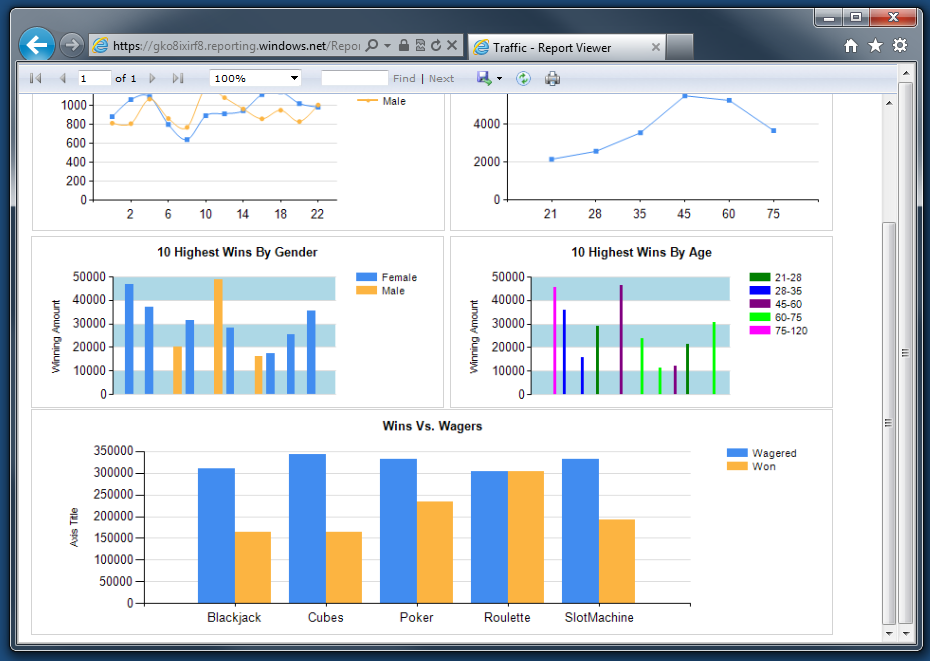 https://gko8ixirf8.reporting.windows.net/Repor
Traffic - Report Viewer
1 of 1 100% Find | Next
1000
800
600
400
200
0
2 6 10 14 18 22
Male
4000
2000
0
21 28 35 45 60 75
10 Highest Wins By Gender
Winning Amount
50000
40000
30000
20000
10000
0
Female
Male
10 Highest Wins By Age
Winning Amount
50000
40000
30000
20000
10000
0
21-28
28-35
45-60
60-75
75-120
Wins Vs. Wagers
Axis Title
350000
300000
250000
200000
150000
100000
50000
0
Blackjack Cubes Poker Roulette SlotMachine
Wagered
Won